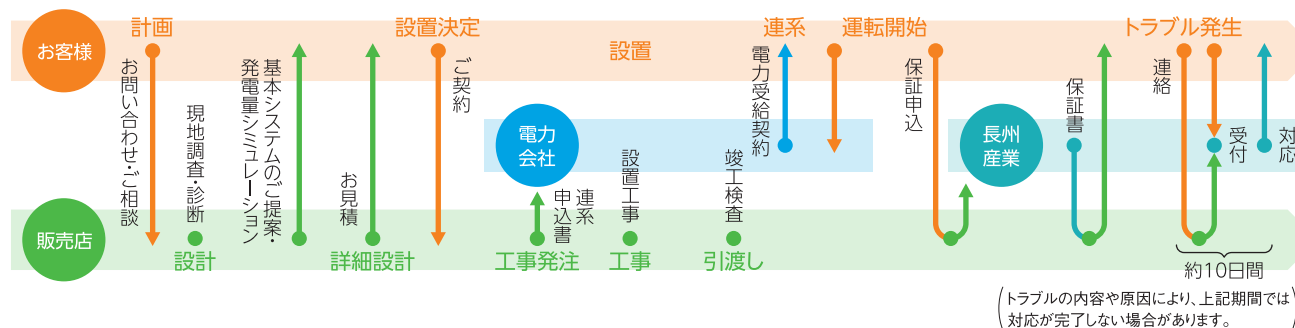 お客様
計画
設置決定
設置
連系
運転開始
トラブル発生
お問い合わせ・ご相談
現地調査・診断
基本システムのご提案・
発電量シミュレーション
お見積
ご契約
電力
会社
連系
申込書
設置工事
竣工検査
電力受給契約
保証申込
長州
産業
保証書
連絡
受付
対応
販売店
設計
詳細設計
工事発注
工事
引渡し
約10日間
トラブルの内容や原因により、上記期間では
対応が完了しない場合があります。